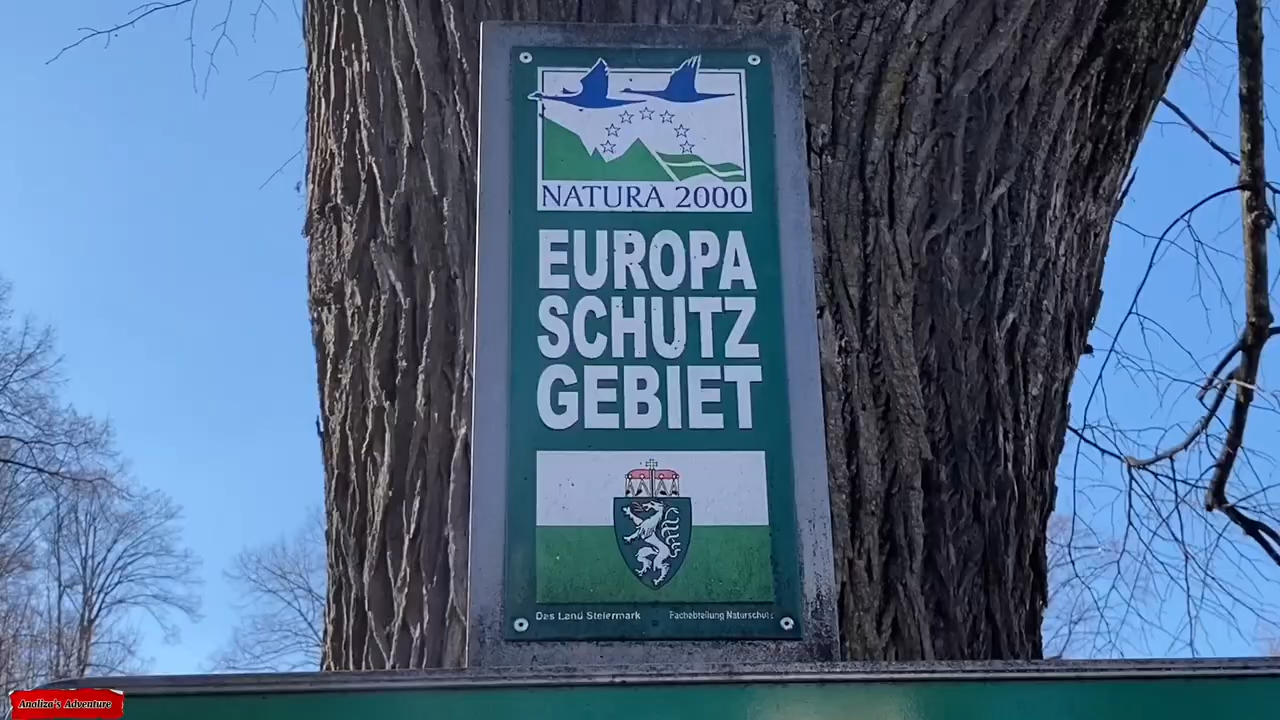 NATURA 2000
EUROPA
SCHUTZ
GEBIET
Das Land Steiermark Fachabteilung Naturschutz
Analiza's Adventure